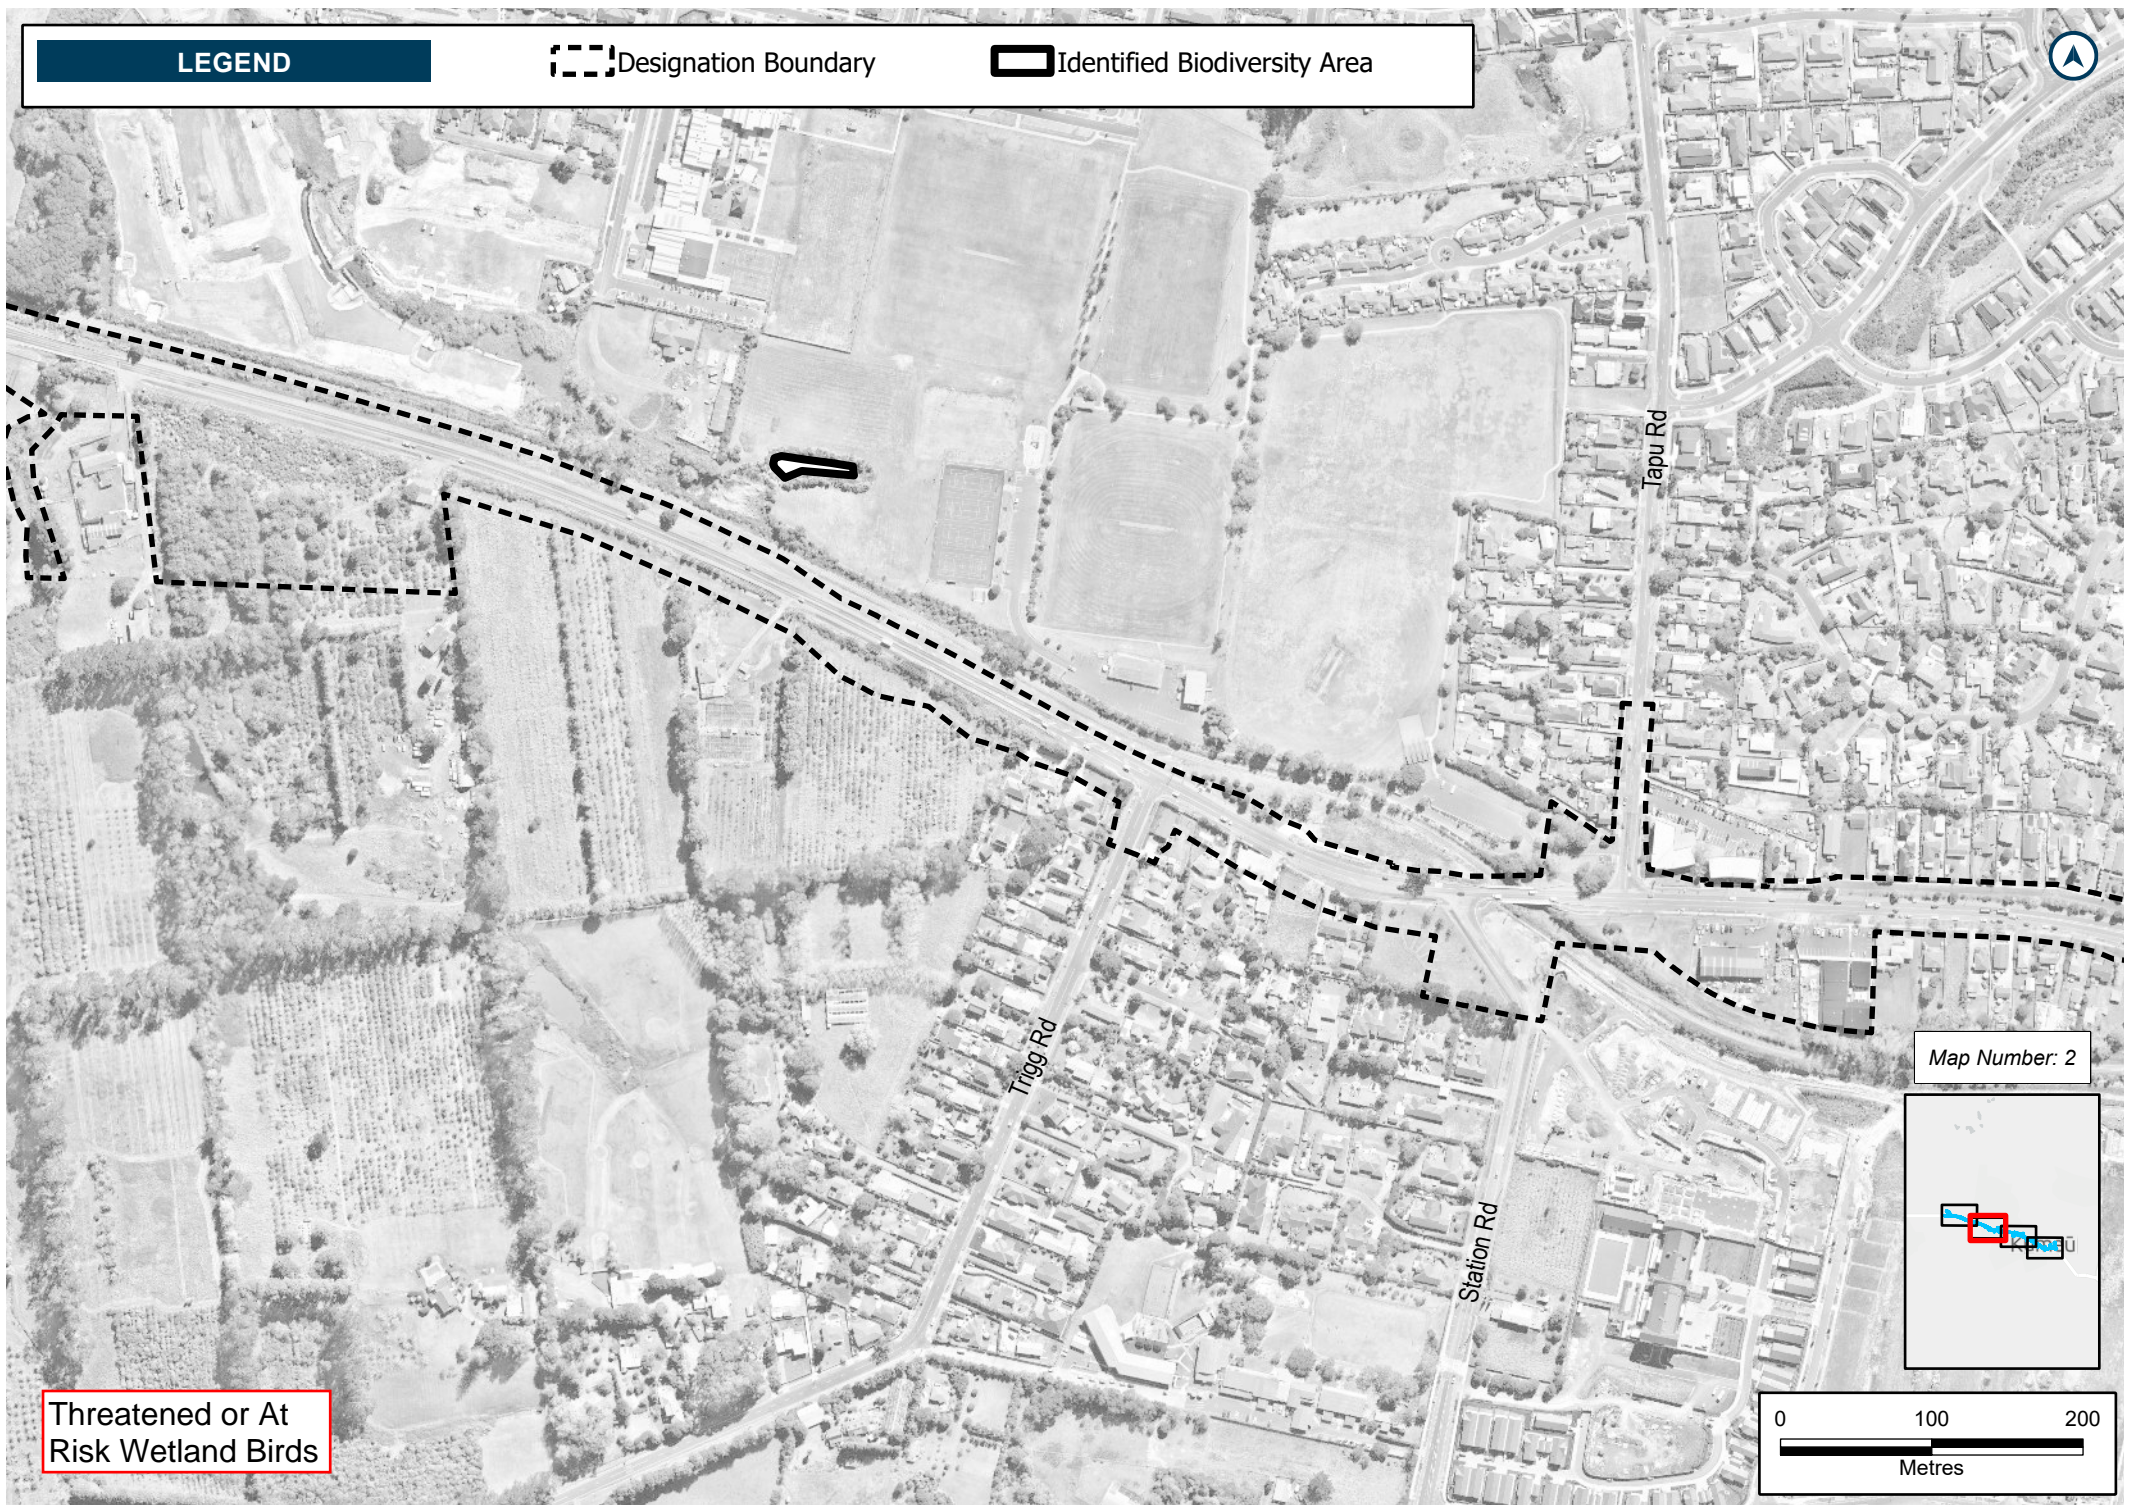 LEGEND
Designation Boundary
Identified Biodiversity Area
Tapu Rd
Trigg Rd
Station Rd
Map Number: 2
Threatened or At
Risk Wetland Birds
0 100 200
Metres